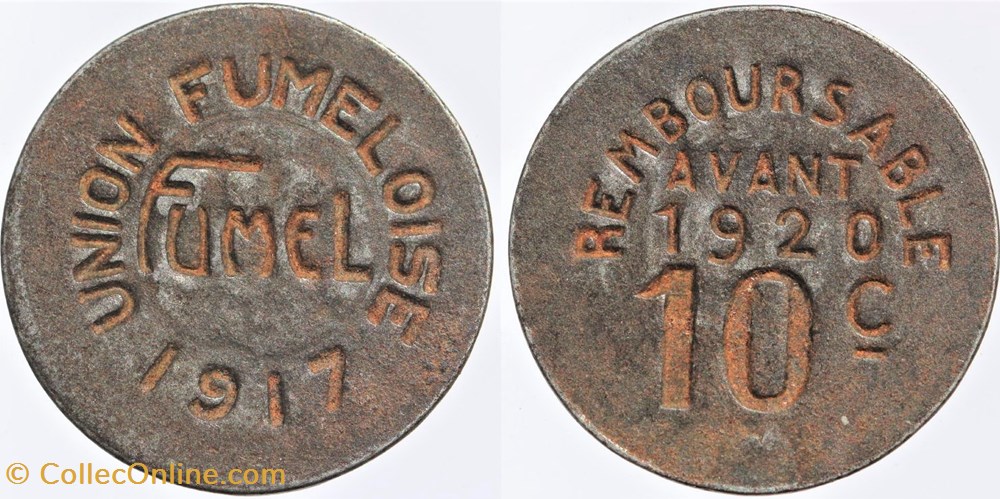 UNION FUMELOISE
FUMEL
1917
REMBOURSABLE
AVANT
1920
10 C.
© CollecOnline.com